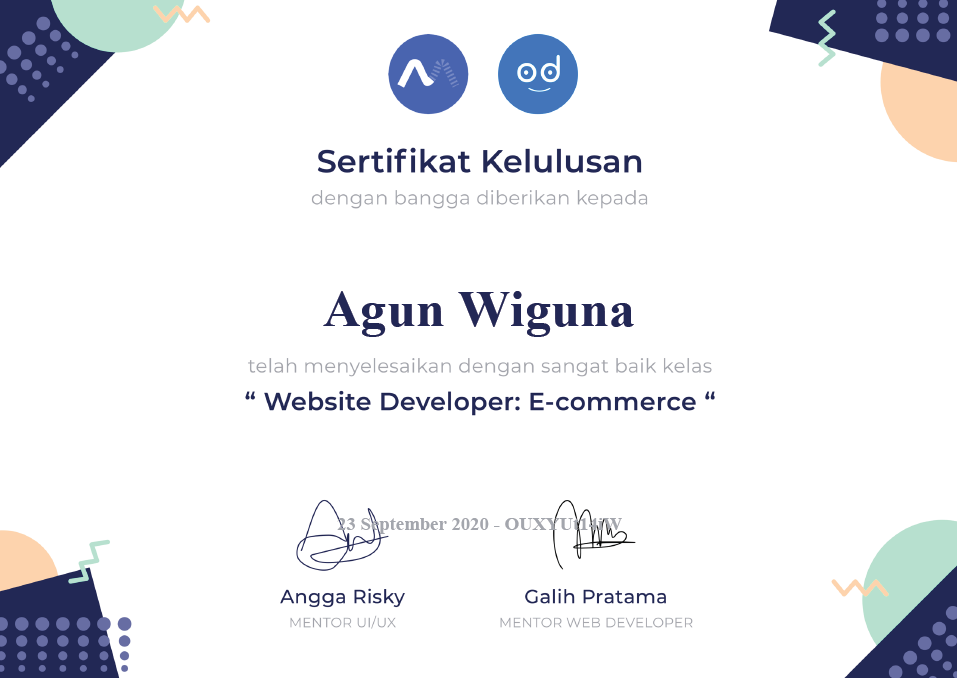 Sertifikat Kelulusan
dengan bangga diberikan kepada
Agun Wiguna
telah menyelesaikan dengan sangat baik kelas
“ Website Developer: E-commerce “
23 September 2020 -
Angga Risky
Galih Pratama
MENTOR UI/UX
MENTOR WEB DEVELOPER